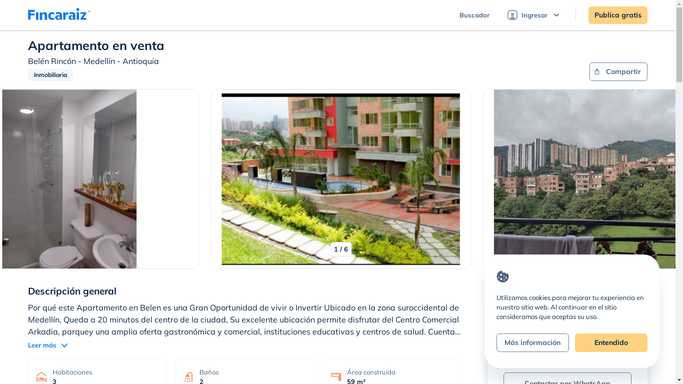 Fincaraiz
Buscador
Ingresar
Publica gratis
Apartamento en venta
Belén Rincón - Medellín - Antioquia
Inmobiliaria
Compartir
1 / 6
Descripción general
Por qué este Apartamento en Belen es una Gran Oportunidad de vivir o Invertir Ubicado en la zona suroccidental de
Medellín, Queda a 20 minutos del centro de la ciudad, Su excelente ubicación permite disfrutar del Centro Comercial
Arkadia, parquey una amplia oferta gastronómica y comercial, instituciones educativas y centros de salud. Cuenta...
Leer más
Habitaciones
3
Baños
2
Área construida
59 m²
Utilizamos cookies para mejorar tu experiencia en
nuestro sitio web. Al continuar en el sitio
consideramos que aceptas su uso.
Más información
Entendido
Contactar por WhatsApp